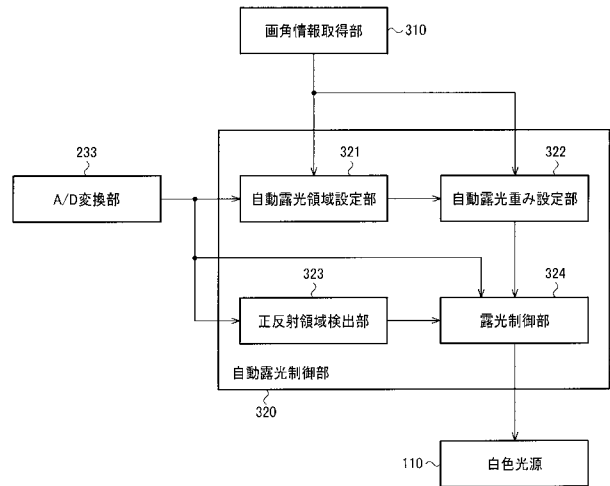 画角情報取得部
310
233
321
322
A/D変換部
自動露光領域設定部
自動露光重み設定部
323
324
正反射領域検出部
露光制御部
自動露光制御部
320
110
白色光源